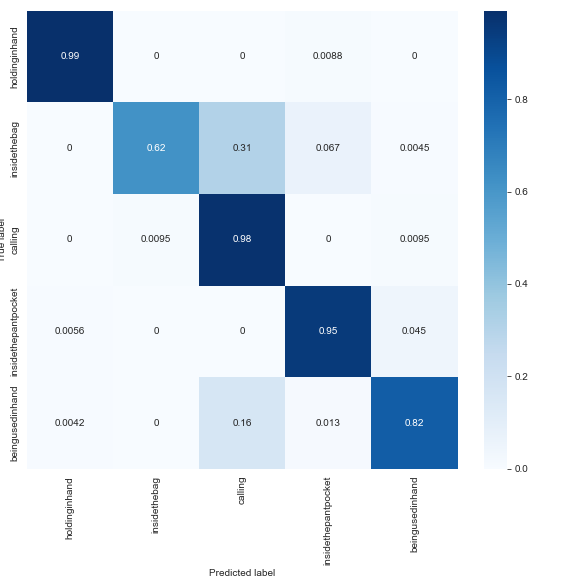 holdinginhand
0.99 0 0 0.0088 0
insidethebag
0 0.62 0.31 0.067 0.0045
calling
0 0.0095 0.98 0 0.0095
insidethepantpocket
0.0056 0 0 0.95 0.045
beingusedinhand
0.0042 0 0.16 0.013 0.82
True label
holdinginhand
insidethebag
calling
insidethepantpocket
beingusedinhand
Predicted label
0.8
0.6
0.4
0.2
0.0